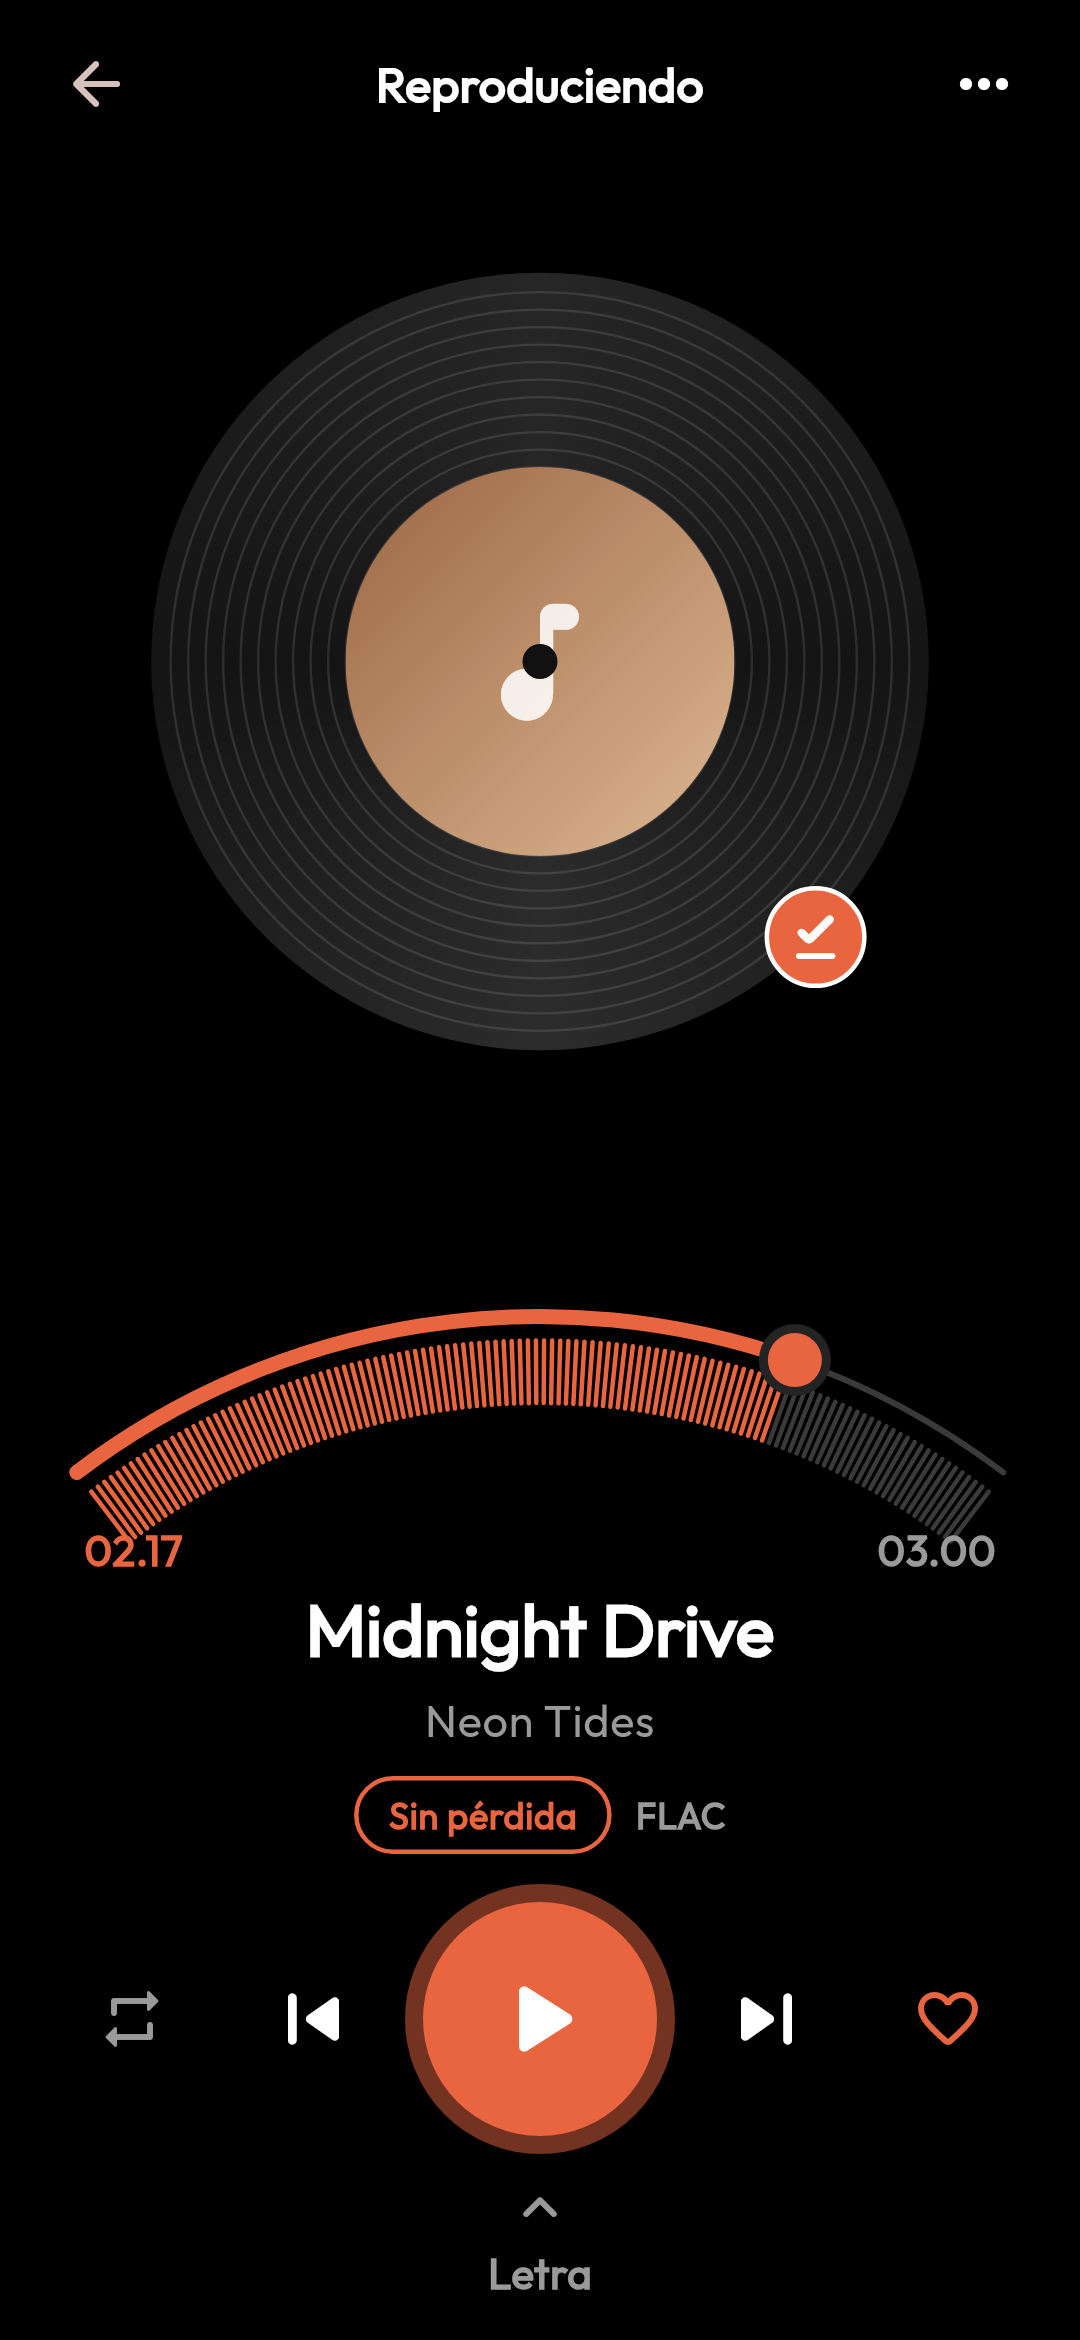 Reproduciendo
02.17
03.00
Midnight Drive
Neon Tides
Sin pérdida FLAC
Letra